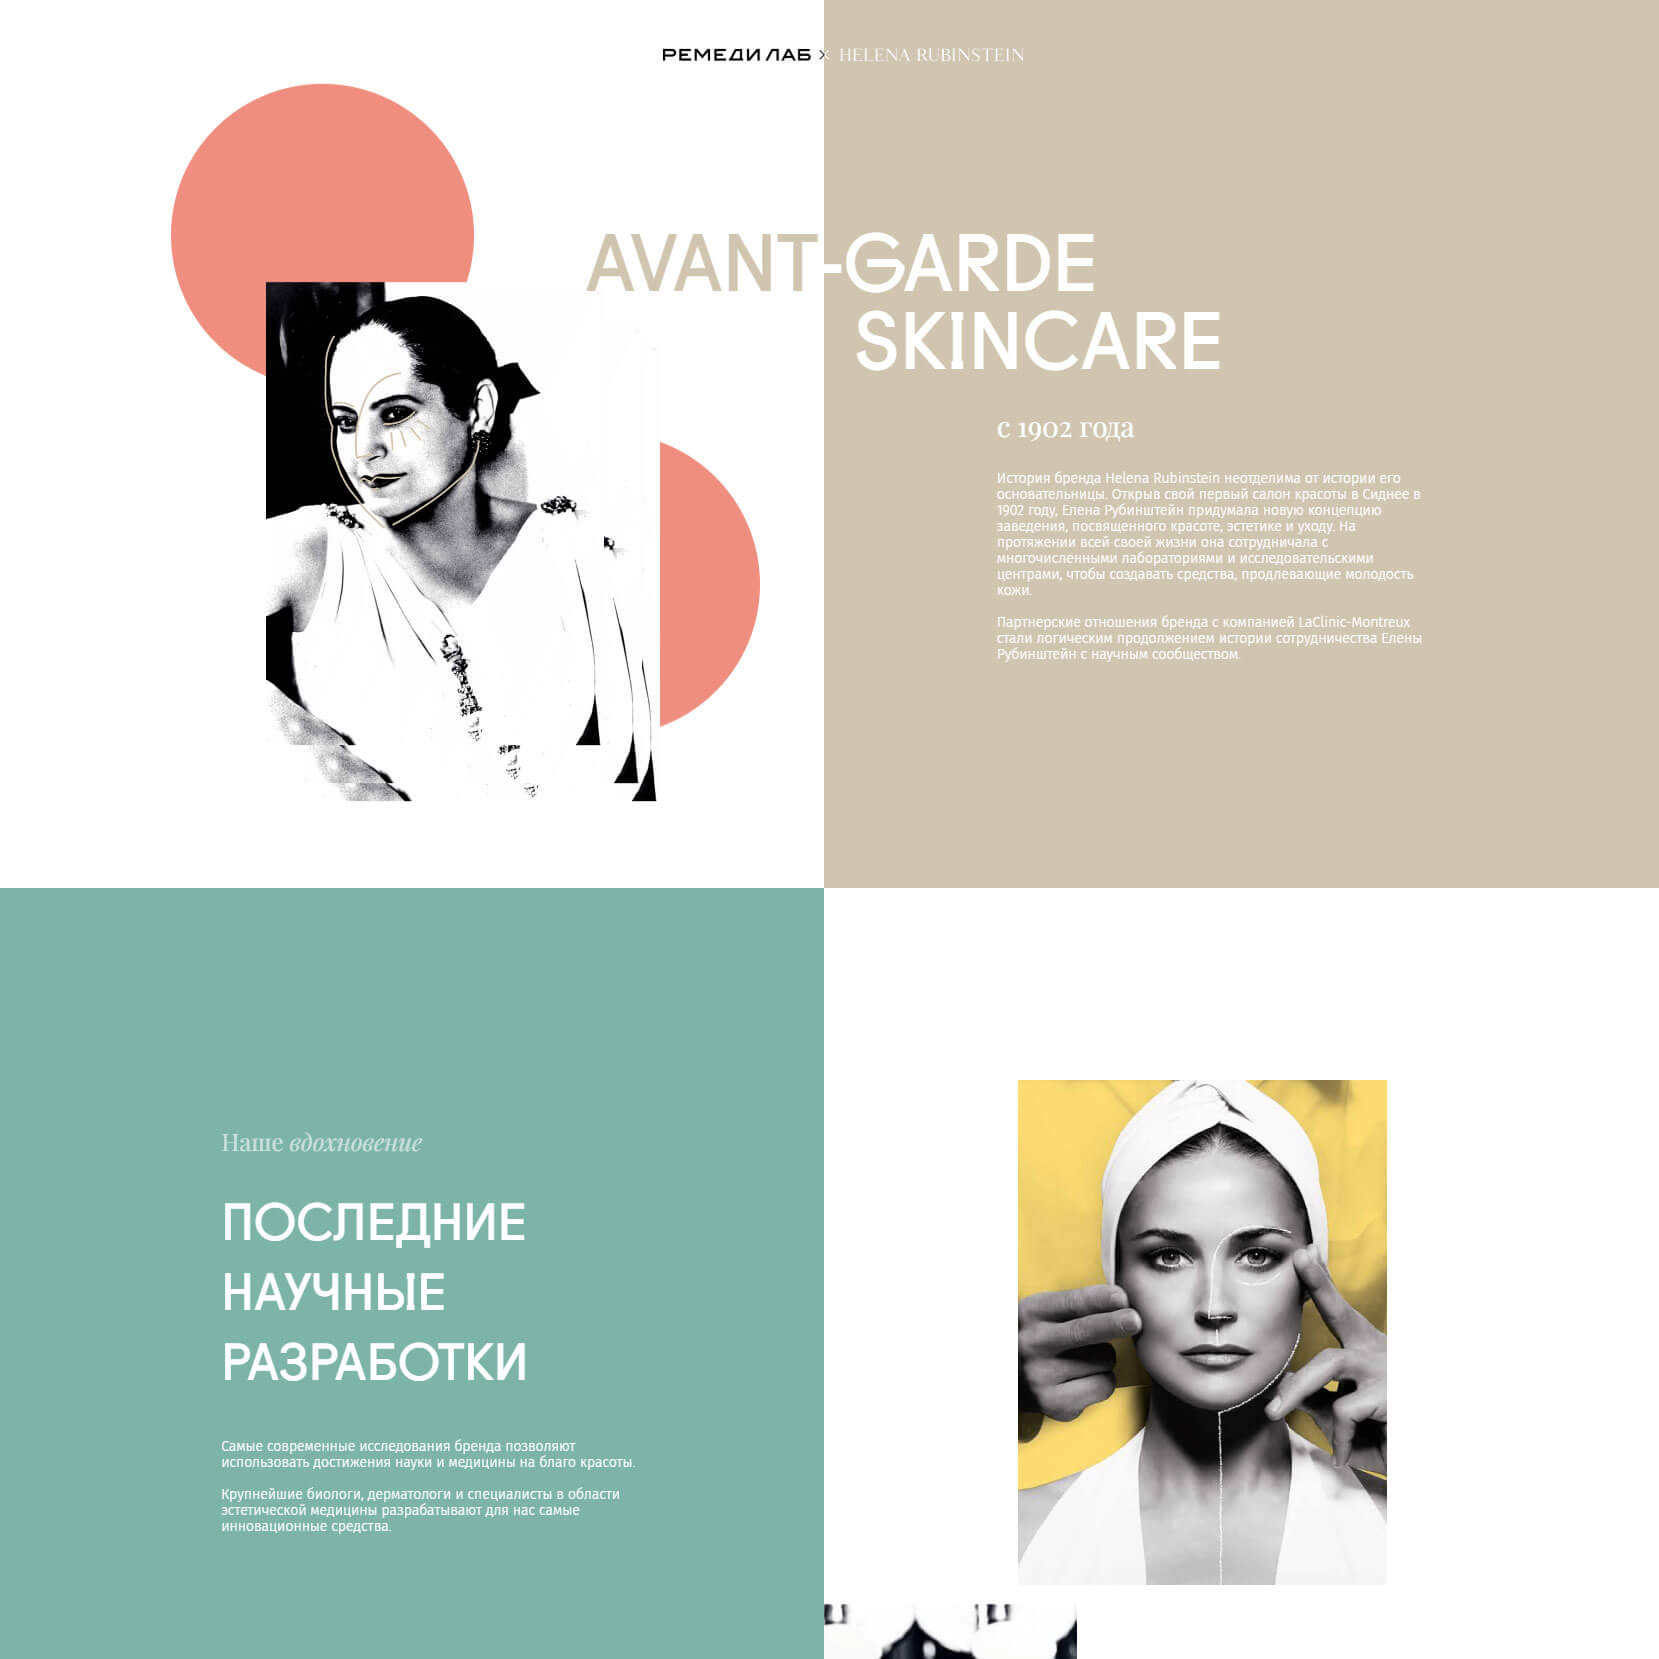 РЕМЕДИ ЛАБ × HELENA RUBINSTEIN
AVANT-GARDE
SKINCARE
с 1902 года
История бренда Helena Rubinstein неотделима от истории его
основательницы. Открыв свой первый салон красоты в Сиднее в
1902 году, Елена Рубинштейн придумала новую концепцию
заведения, посвященного красоте, эстетике и уходу. На
протяжении всей своей жизни она сотрудничала с
многочисленными лабораториями и исследовательскими
центрами, чтобы создавать средства, продлевающие молодость
кожи.
Партнерские отношения бренда с компанией LaClinic-Montreux
стали логическим продолжением истории сотрудничества Елены
Рубинштейн с научным сообществом.
Наше вдохновение
ПОСЛЕДНИЕ
НАУЧНЫЕ
РАЗРАБОТКИ
Самые современные исследования бренда позволяют
использовать достижения науки и медицины на благо красоты.
Крупнейшие биологи, дерматологи и специалисты в области
эстетической медицины разрабатывают для нас самые
инновационные средства.